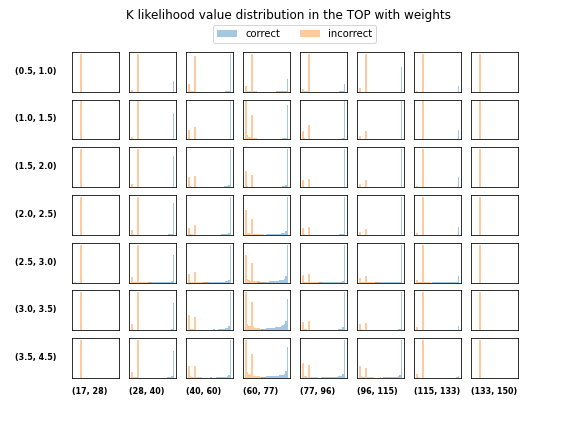 K likelihood value distribution in the TOP with weights
correct incorrect
(0.5, 1.0)
(1.0, 1.5)
(1.5, 2.0)
(2.0, 2.5)
(2.5, 3.0)
(3.0, 3.5)
(3.5, 4.5)
(17, 28) (28, 40) (40, 60) (60, 77) (77, 96) (96, 115) (115, 133) (133, 150)